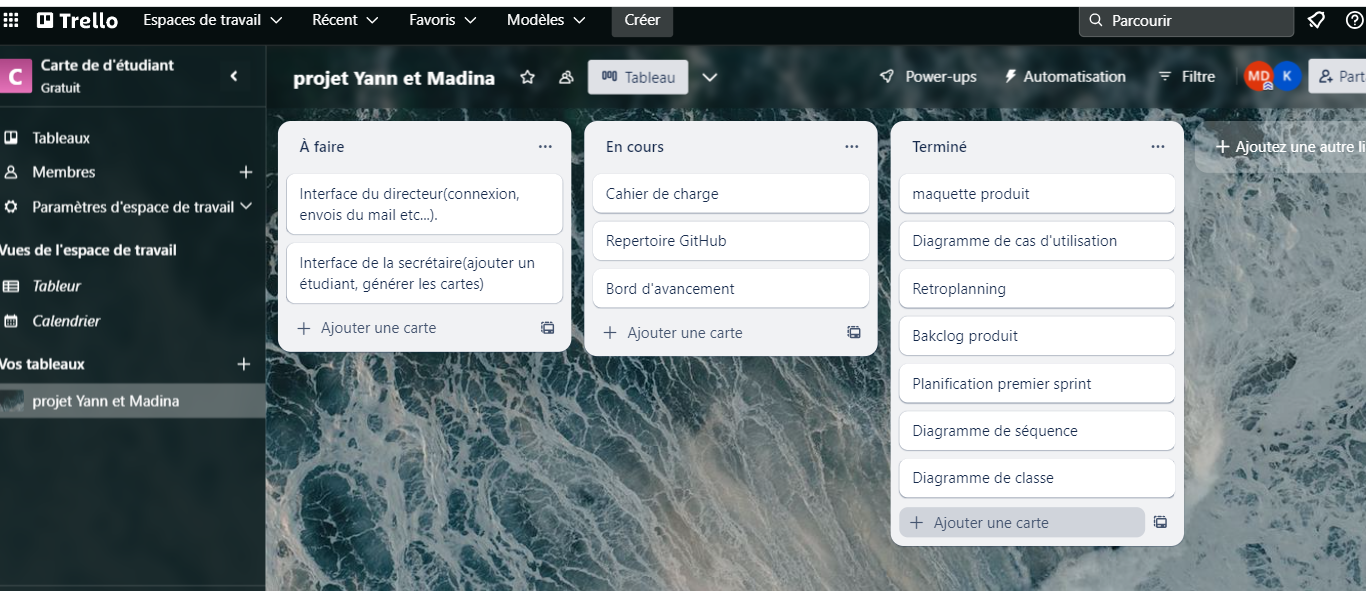 Trello
Espaces de travail
Récent
Favoris
Modèles
Créer
Parcourir
C
Carte de d'étudiant
Gratuit
projet Yann et Madina
Tableau
Power-ups
Automatisation
Filtre
MD
K
Part
Tableaux
Membres
Paramètres d'espace de travail
Vues de l'espace de travail
Tableur
Calendrier
Vos tableaux
projet Yann et Madina
À faire
Interface du directeur(connexion,
envois du mail etc...).
Interface de la secrétaire(ajouter un
étudiant, générer les cartes)
Ajouter une carte
En cours
Cahier de charge
Repertoire GitHub
Bord d'avancement
Ajouter une carte
Terminé
maquette produit
Diagramme de cas d'utilisation
Retroplanning
Bakclog produit
Planification premier sprint
Diagramme de séquence
Diagramme de classe
Ajouter une carte
Ajoutez une autre li